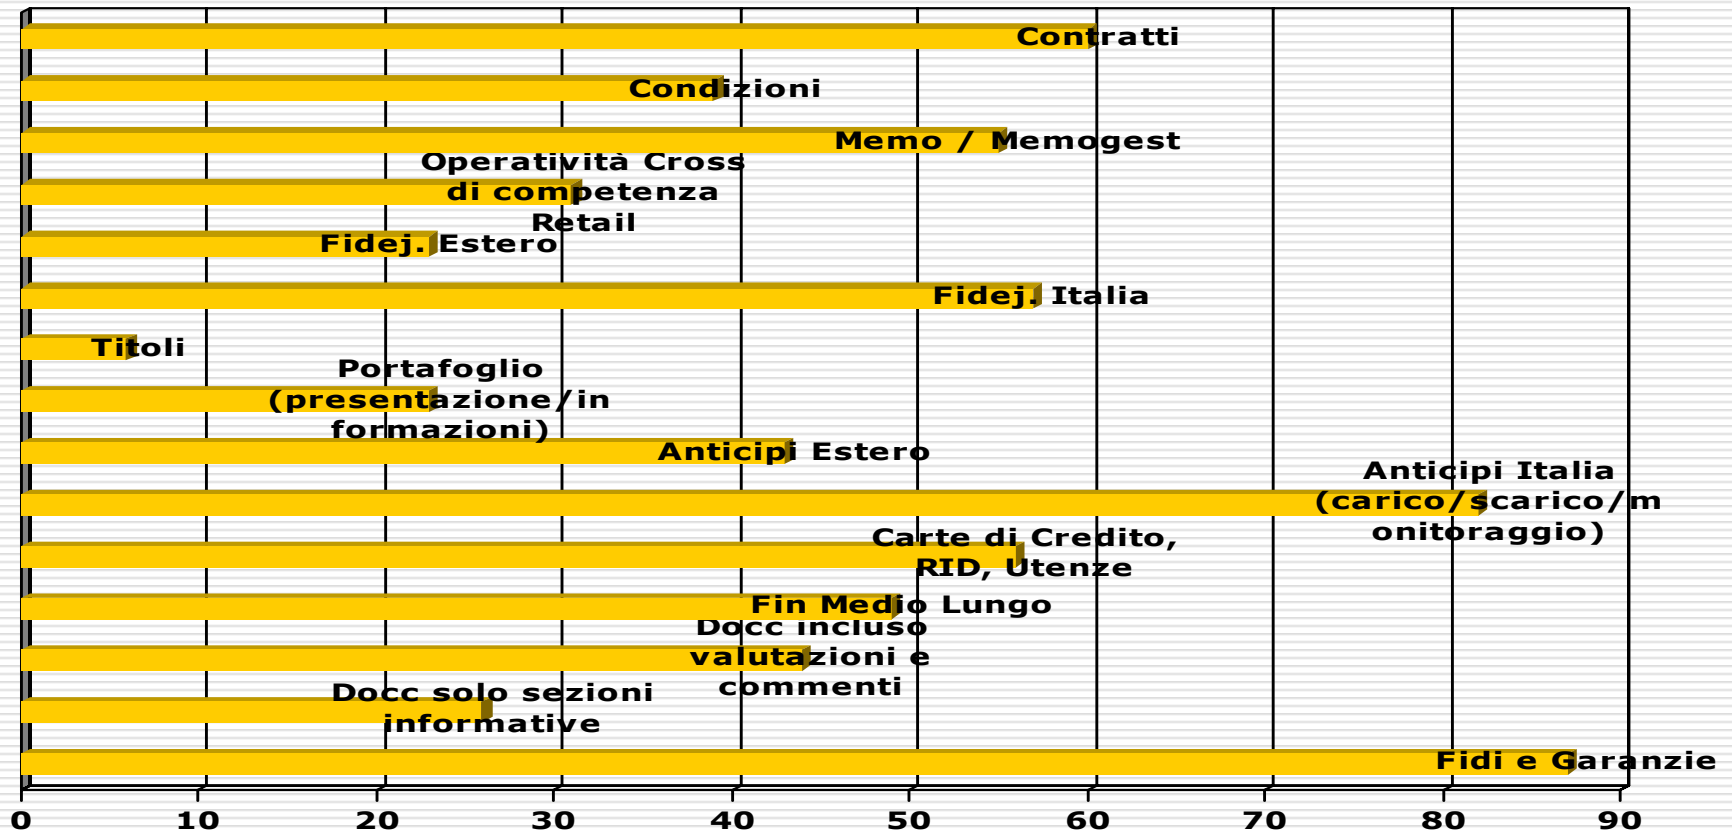 Contratti
Condizioni
Memo / Memogest
Operatività Cross
di competenza
Retail
Fidej. Estero
Fidej. Italia
Titoli
Portafoglio
(presentazione/in
formazioni)
Anticipi Estero
Anticipi Italia
(carico/scarico/m
onitoraggio)
Carte di Credito,
RID, Utenze
Fin Medio Lungo
Docc incluso
valutazioni e
commenti
Docc solo sezioni
informative
Fidi e Garanzie
0 10 20 30 40 50 60 70 80 90